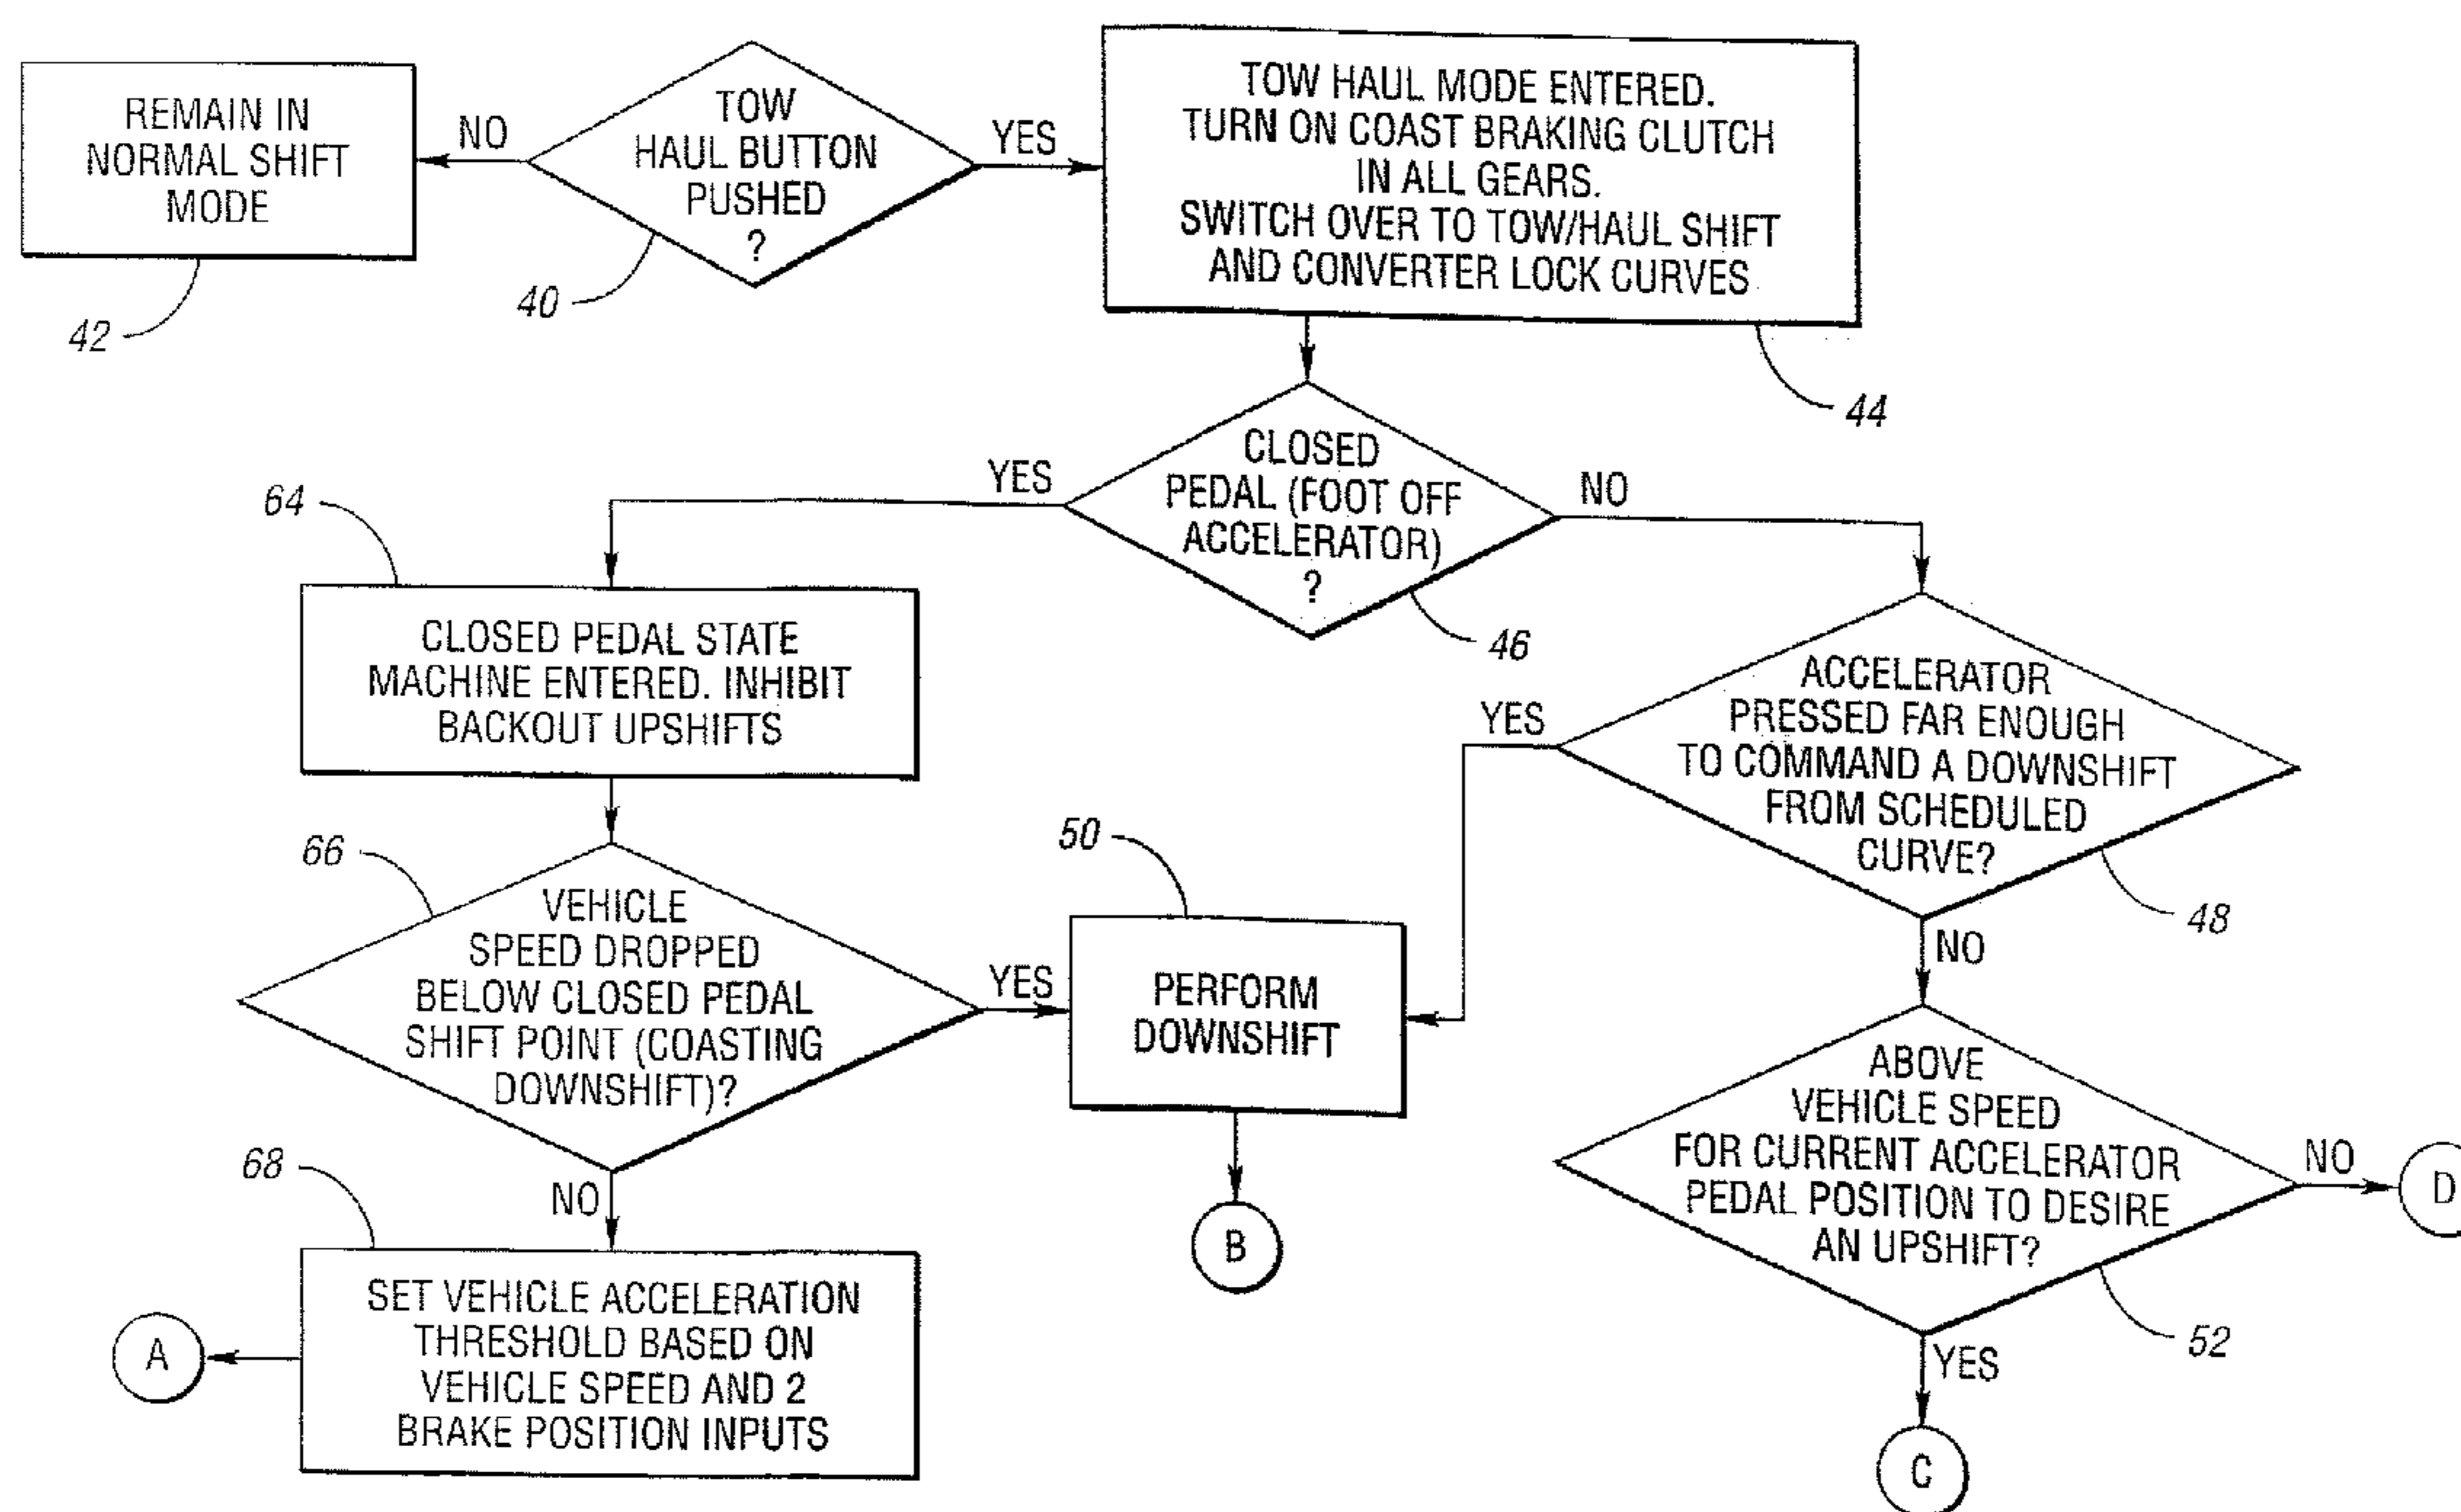 REMAIN IN
NORMAL SHIFT
MODE
42
NO
TOW
HAUL BUTTON
PUSHED
?
40
YES
TOW HAUL MODE ENTERED.
TURN ON COAST BRAKING CLUTCH
IN ALL GEARS.
SWITCH OVER TO TOW/HAUL SHIFT
AND CONVERTER LOCK CURVES
44
CLOSED
PEDAL (FOOT OFF
ACCELERATOR)
?
46
YES
NO
64
CLOSED PEDAL STATE
MACHINE ENTERED. INHIBIT
BACKOUT UPSHIFTS
66
VEHICLE
SPEED DROPPED
BELOW CLOSED PEDAL
SHIFT POINT (COASTING
DOWNSHIFT)?
YES
NO
50
PERFORM
DOWNSHIFT
B
YES
ACCELERATOR
PRESSED FAR ENOUGH
TO COMMAND A DOWNSHIFT
FROM SCHEDULED
CURVE?
48
NO
ABOVE
VEHICLE SPEED
FOR CURRENT ACCELERATOR
PEDAL POSITION TO DESIRE
AN UPSHIFT?
52
NO
D
YES
C
68
SET VEHICLE ACCELERATION
THRESHOLD BASED ON
VEHICLE SPEED AND 2
BRAKE POSITION INPUTS
A